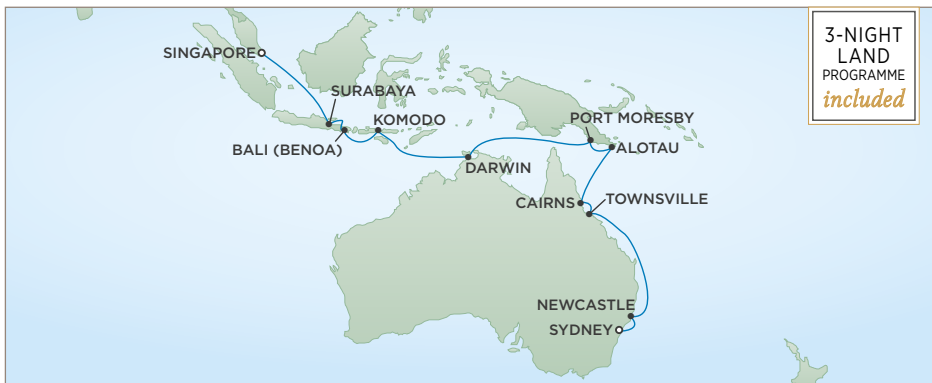 3-NIGHT
LAND
PROGRAMME
included
SINGAPORE
SURABAYA
KOMODO
BALI (BENOA)
PORT MORESBY
ALOTAU
DARWIN
CAIRNS
TOWNSVILLE
NEWCASTLE
SYDNEY